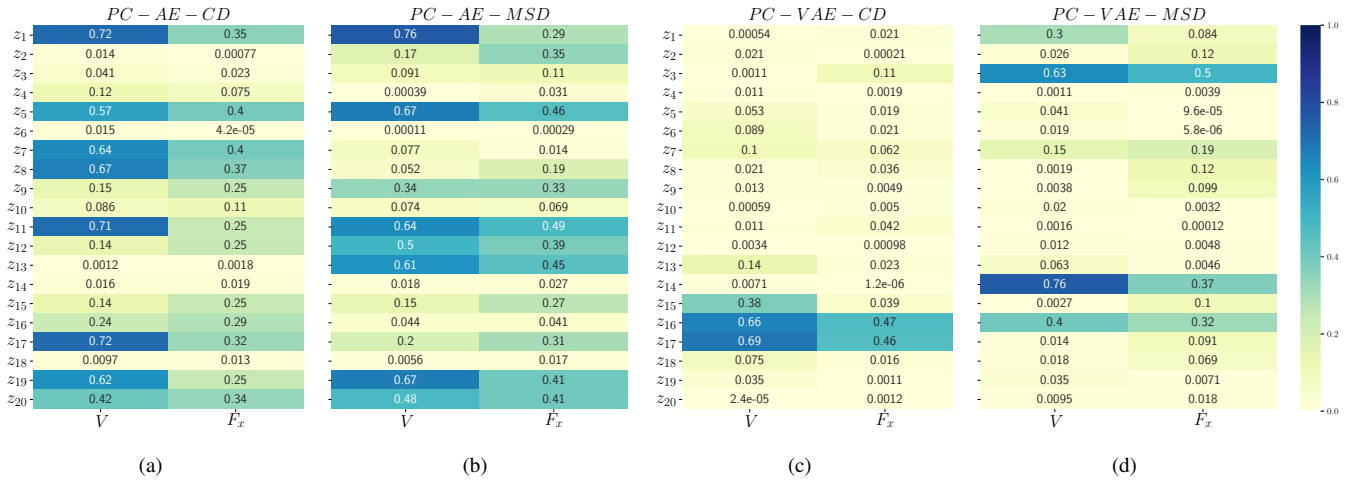 PC − AE − CD PC − AE − MSD PC − VAE − CD PC − VAE − MSD
z1 0.72 0.35 0.76 0.29 z1 0.00054 0.021 0.3 0.084 1.0
z2 0.014 0.00077 0.17 0.35 z2 0.021 0.00021 0.026 0.12
z3 0.041 0.023 0.091 0.11 z3 0.0011 0.11 0.63 0.5
z4 0.12 0.075 0.00039 0.031 z4 0.011 0.0019 0.0011 0.0039
z5 0.57 0.4 0.67 0.46 z5 0.053 0.019 0.041 9.6e-05 0.8
z6 0.015 4.2e-05 0.00011 0.00029 z6 0.089 0.021 0.019 5.8e-06
z7 0.64 0.4 0.077 0.014 z7 0.1 0.062 0.15 0.19
z8 0.67 0.37 0.052 0.19 z8 0.021 0.036 0.0019 0.12
z9 0.15 0.25 0.34 0.33 z9 0.013 0.0049 0.0038 0.099 0.6
z10 0.086 0.11 0.074 0.069 z10 0.00059 0.005 0.02 0.0032
z11 0.71 0.25 0.64 0.49 z11 0.011 0.042 0.0016 0.00012
z12 0.14 0.25 0.5 0.39 z12 0.0034 0.00098 0.012 0.0048
z13 0.0012 0.0018 0.61 0.45 z13 0.14 0.023 0.063 0.0046 0.4
z14 0.016 0.019 0.018 0.027 z14 0.0071 1.2e-06 0.76 0.37
z15 0.14 0.25 0.15 0.27 z15 0.38 0.039 0.0027 0.1
z16 0.24 0.29 0.044 0.041 z16 0.66 0.47 0.4 0.32
z17 0.72 0.32 0.2 0.31 z17 0.69 0.46 0.014 0.091 0.2
z18 0.0097 0.013 0.0056 0.017 z18 0.075 0.016 0.018 0.069
z19 0.62 0.25 0.67 0.41 z19 0.035 0.0011 0.035 0.0071
z20 0.42 0.34 0.48 0.41 z20 2.4e-05 0.0012 0.0095 0.018 0.0
V Fx V Fx V Fx V Fx
(a) (b) (c) (d)